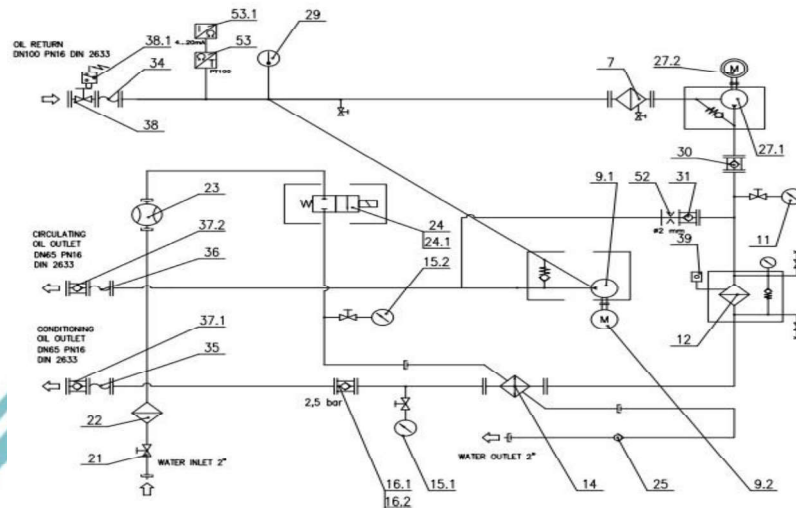 53.1
29
OIL RETURN
DN100 PN16 DIN 2633
38.1
4...20mA
53
34
PT100
7
27.2
M
38
27.1
30
23
9.1
52
31
24
24.1
ø2 mm
CIRCULATING
OIL OUTLET
DN65 PN16
DIN 2633
37.2
36
39
11
15.2
CONDITIONING
OIL OUTLET
DN65 PN16
DIN 2633
37.1
35
M
12
2,5 bar
22
21
WATER INLET 2"
WATER OUTLET 2"
16.1
16.2
15.1
14
25
9.2